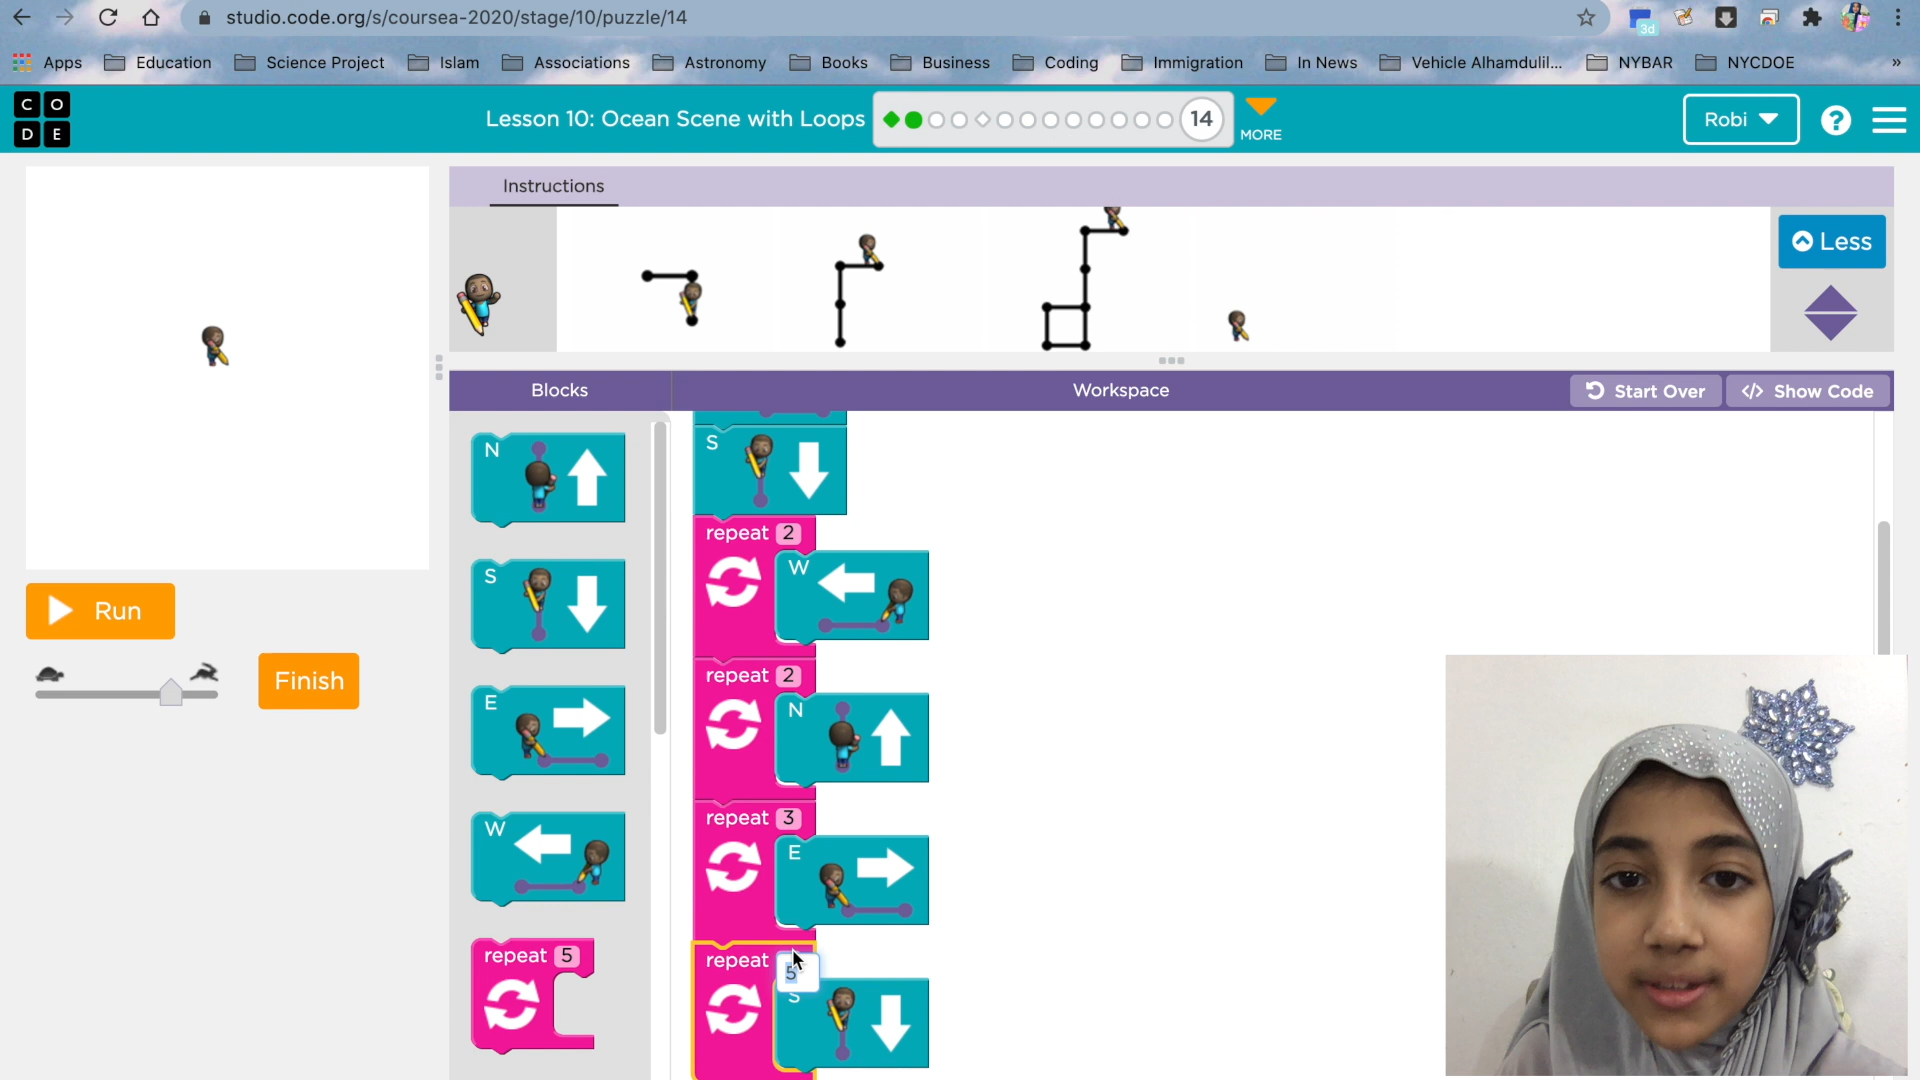 studio.code.org/s/coursea-2020/stage/10/puzzle/14
3d
Apps Education Science Project Islam Associations Astronomy Books Business Coding Immigration In News Vehicle Alhamdulil... NYBAR NYCDOE »
C O
D E
Lesson 10: Ocean Scene with Loops
14
MORE
Robi
?
Instructions
Less
Blocks
Workspace
Start Over
</> Show Code
N
S
E
W
repeat 5
S
repeat 2
W
repeat 2
N
repeat 3
E
repeat 5
S
Run
Finish